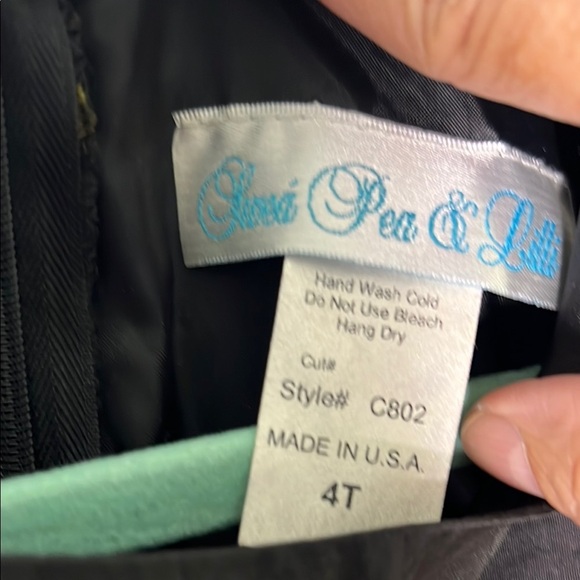 Sweet Pea & Lilli
Hand Wash Cold
Do Not Use Bleach
Hang Dry
Cut#
Style# C802
MADE IN U.S.A.
4T